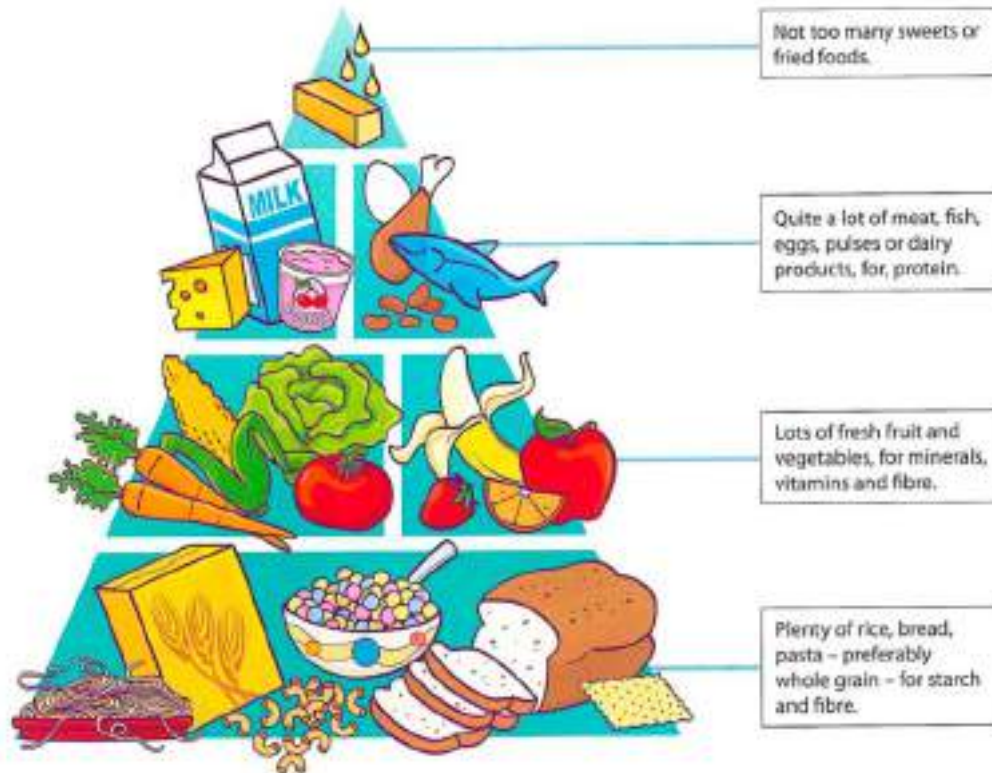 Not too many sweets or
fried foods.
MILK
Quite a lot of meat, fish,
eggs, pulses or dairy
products, for, protein.
Lots of fresh fruit and
vegetables, for minerals,
vitamins and fibre.
Plenty of rice, bread,
pasta – preferably
whole grain – for starch
and fibre.